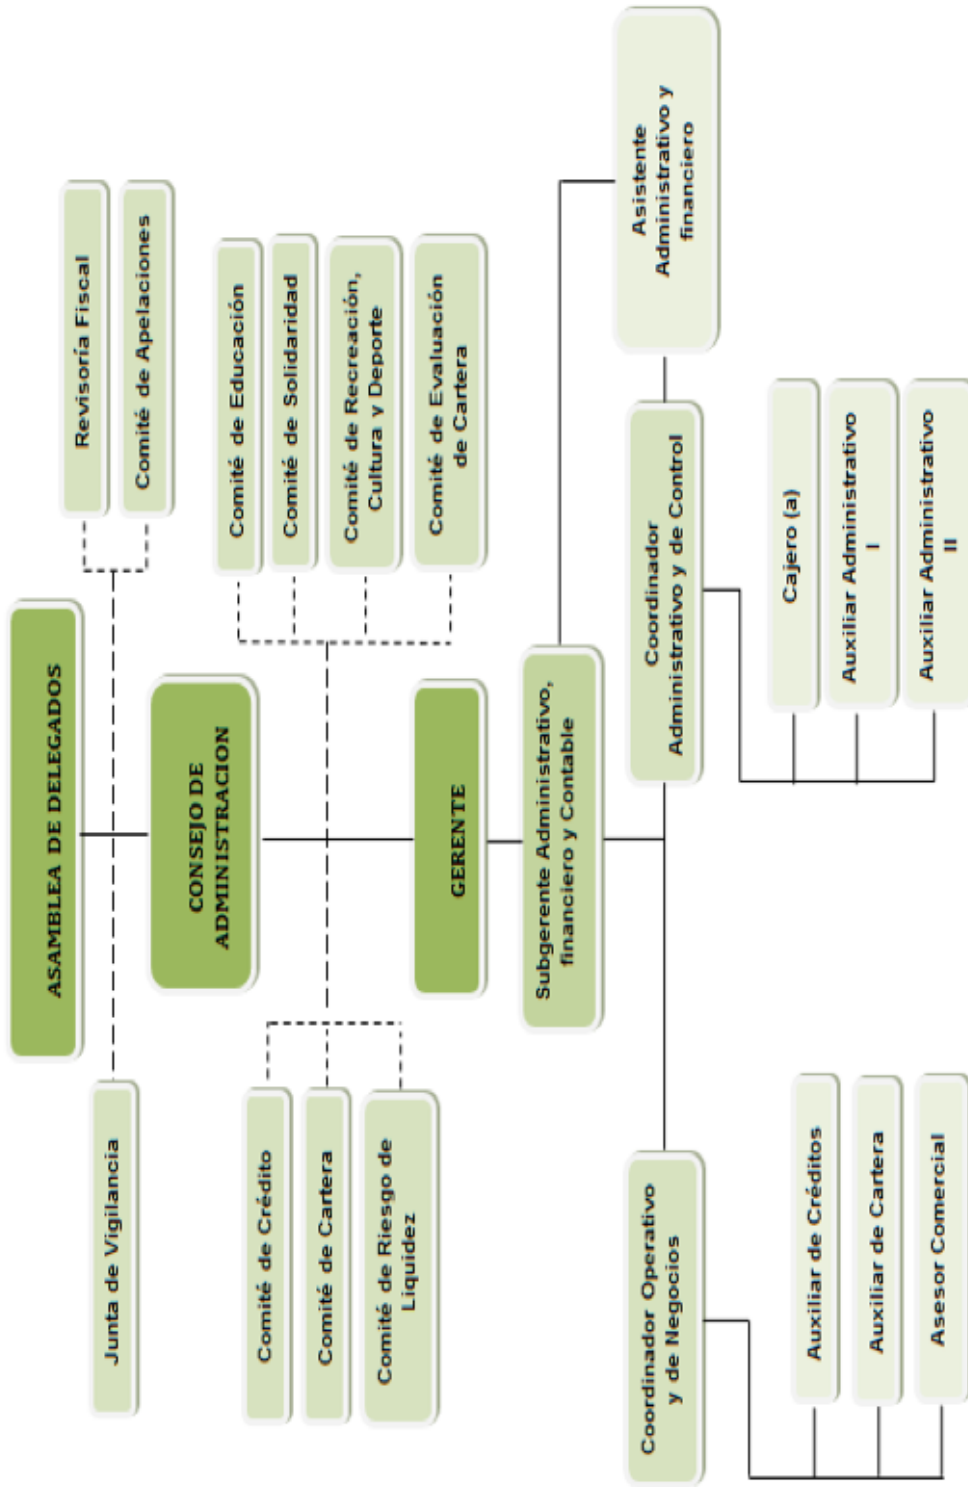 ASAMBLEA DE DELEGADOS
Junta de Vigilancia
Revisoría Fiscal
Comité de Apelaciones
CONSEJO DE
ADMINISTRACION
Comité de Crédito
Comité de Cartera
Comité de Riesgo de
Liquidez
Comité de Educación
Comité de Solidaridad
Comité de Recreación,
Cultura y Deporte
Comité de Evaluación
de Cartera
GERENTE
Subgerente Administrativo,
financiero y Contable
Coordinador Operativo
y de Negocios
Coordinador
Administrativo y de Control
Asistente
Administrativo y
financiero
Auxiliar de Créditos
Auxiliar de Cartera
Asesor Comercial
Cajero (a)
Auxiliar Administrativo
I
Auxiliar Administrativo
II